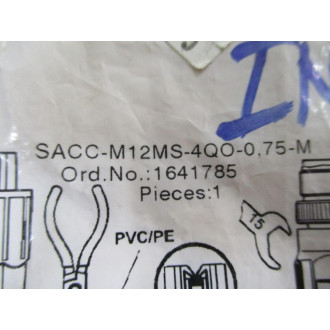 SACC-M12MS-4QO-0,75-M
Ord.No.:1641785
Pieces:1
15
PVC/PE